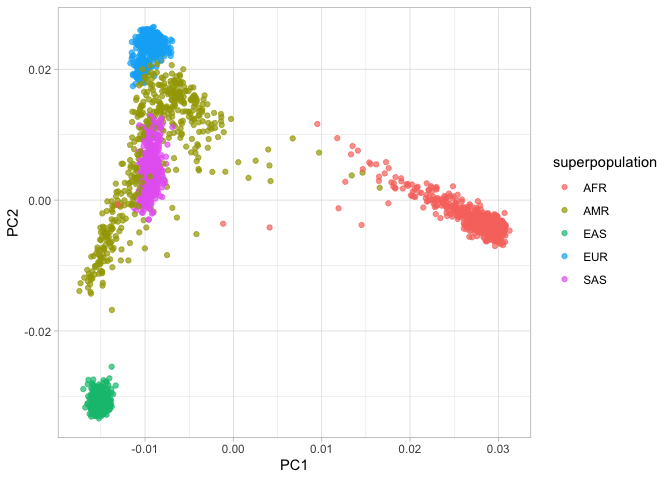 0.02
0.00
-0.02
PC2
-0.01
0.00
0.01
0.02
0.03
PC1
superpopulation
AFR
AMR
EAS
EUR
SAS